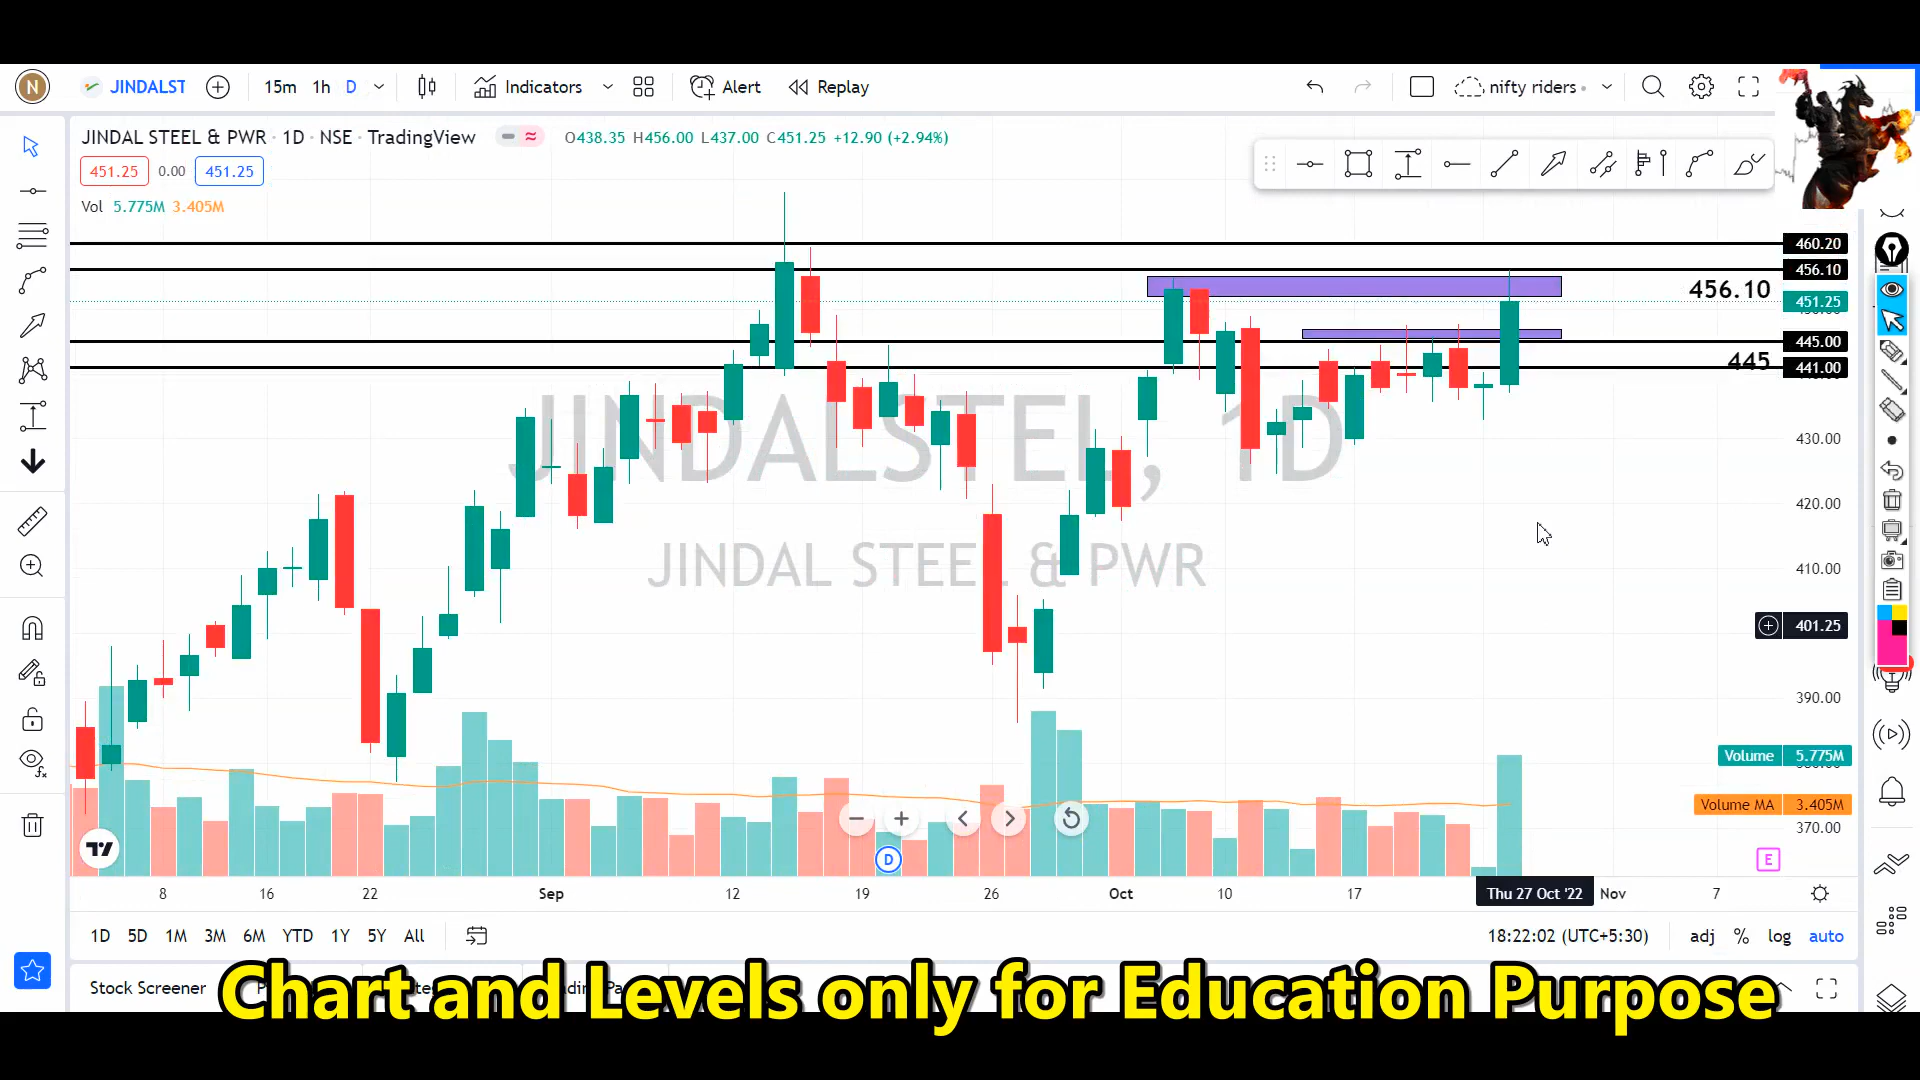 N JINDALST 15m 1h D Indicators Alert Replay nifty riders
JINDAL STEEL & PWR · 1D · NSE · TradingView O438.35 H456.00 L437.00 C451.25 +12.90 (+2.94%)
451.25 0.00 451.25
Vol 5.775M 3.405M
460.20
456.10
456.10
451.25
445.00
445
441.00
JINDALSTEL, 1D
430.00
420.00
JINDAL STEEL & PWR
410.00
401.25
390.00
Volume 5.775M
Volume MA 3.405M
370.00
D E
8 16 22 Sep 12 19 26 Oct 10 17 Thu 27 Oct '22 Nov 7
1D 5D 1M 3M 6M YTD 1Y 5Y All 18:22:02 (UTC+5:30) adj % log auto
Stock Screener
Chart and Levels only for Education Purpose